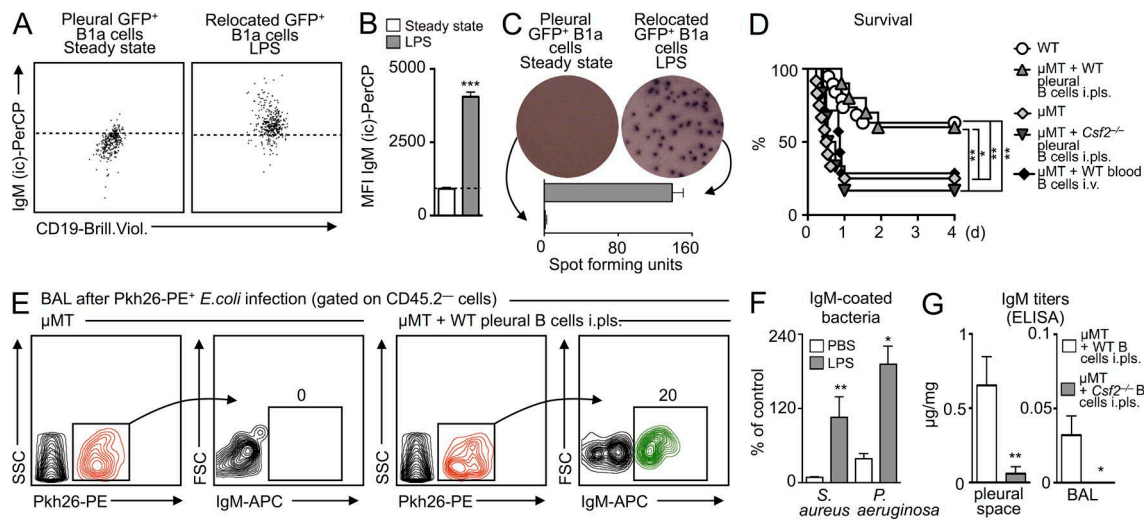 A
Pleural GFP+
B1a cells
Steady state
Relocated GFP+
B1a cells
LPS
IgM (ic)-PerCP
CD19-Brill.Viol.
B
Steady state
LPS
MFI IgM (ic)-PerCP
5000
2500
0
***
C
Pleural
GFP+ B1a
cells
Steady state
Relocated
GFP+ B1a
cells
LPS
0
80
160
Spot forming units
D
Survival
%
100
50
0
0
1
2
3
4
(d)
**
*
**
**
WT
µMT + WT
pleural
B cells i.pls.
µMT
µMT + Csf2–/–
pleural
B cells i.pls.
µMT + WT blood
B cells i.v.
E
BAL after Pkh26-PE+ E.coli infection (gated on CD45.2— cells)
µMT
µMT + WT pleural B cells i.pls.
SSC
Pkh26-PE
FSC
0
IgM-APC
SSC
Pkh26-PE
FSC
20
IgM-APC
F
IgM-coated
bacteria
PBS
LPS
% of control
240
120
0
**
*
S.
aureus
P.
aeruginosa
G
IgM titers
(ELISA)
µg/mg
1
0.5
0
**
pleural
space
0.1
0.05
0
*
BAL
µMT
+ WT B
cells i.pls.
µMT
+ Csf2–/– B
cells i.pls.